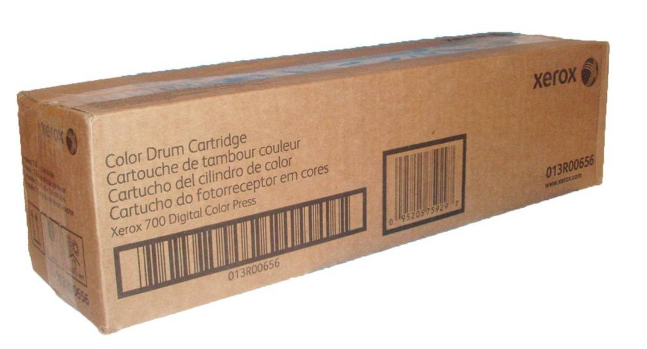 xerox
xerox
Color Drum Cartridge
Cartouche de tambour couleur
Cartucho del cilindro de color
Cartucho do fotorreceptor em cores
Xerox 700 Digital Color Press
013R00656
013R00656
www.xerox.com